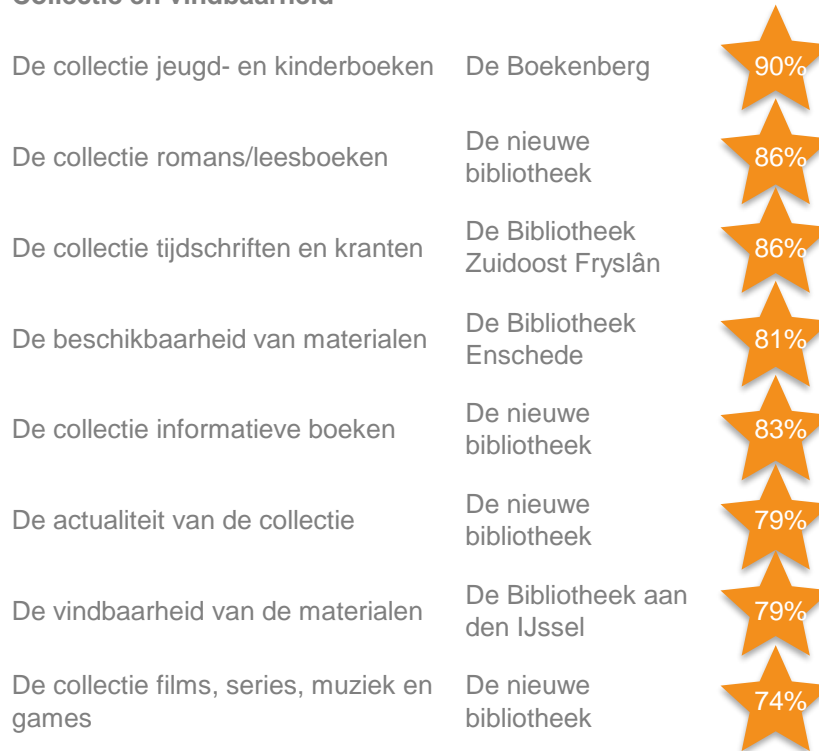 De collectie jeugd- en kinderboeken De Boekenberg 90%
De collectie romans/leesboeken De nieuwe
bibliotheek 86%
De collectie tijdschriften en kranten De Bibliotheek
Zuidoost Fryslân 86%
De beschikbaarheid van materialen De Bibliotheek
Enschede 81%
De collectie informatieve boeken De nieuwe
bibliotheek 83%
De actualiteit van de collectie De nieuwe
bibliotheek 79%
De vindbaarheid van de materialen De Bibliotheek aan
den IJssel 79%
De collectie films, series, muziek en
games De nieuwe
bibliotheek 74%